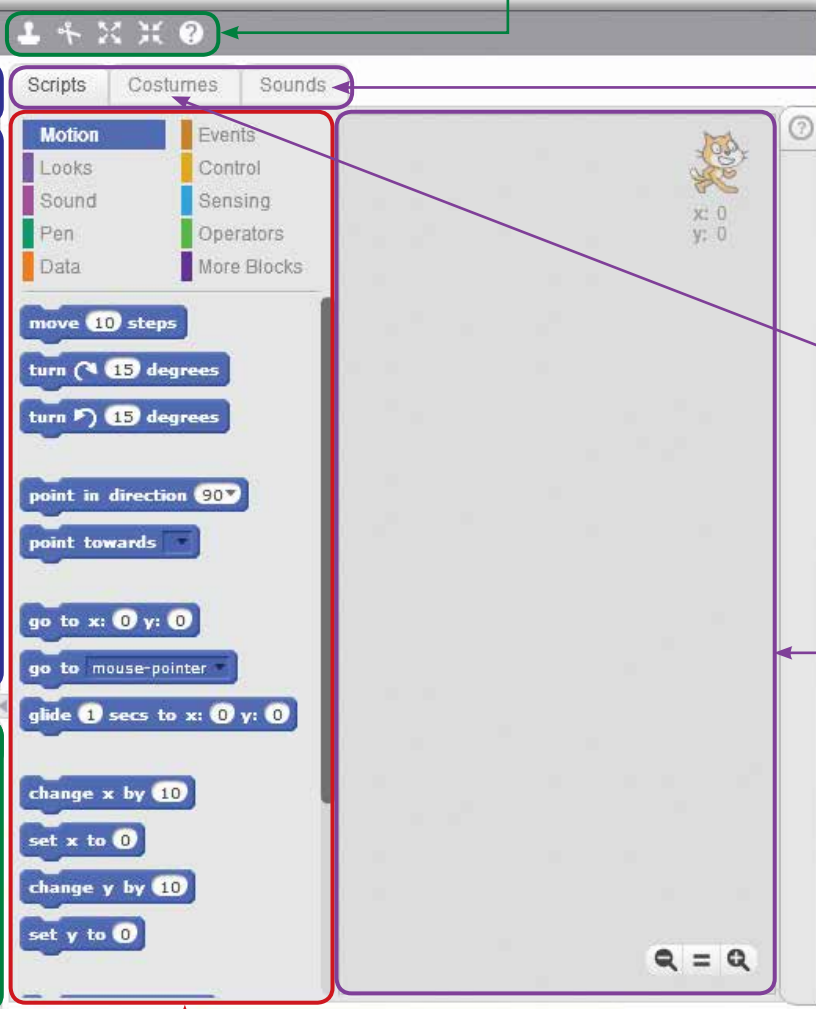 Scripts Costumes Sounds
Motion Events
Looks Control
Sound Sensing
Pen Operators
Data More Blocks
move 10 steps
turn 15 degrees
turn 15 degrees
point in direction 90
point towards
go to x: 0 y: 0
go to mouse-pointer
glide 1 secs to x: 0 y: 0
change x by 10
set x to 0
change y by 10
set y to 0
x: 0
y: 0